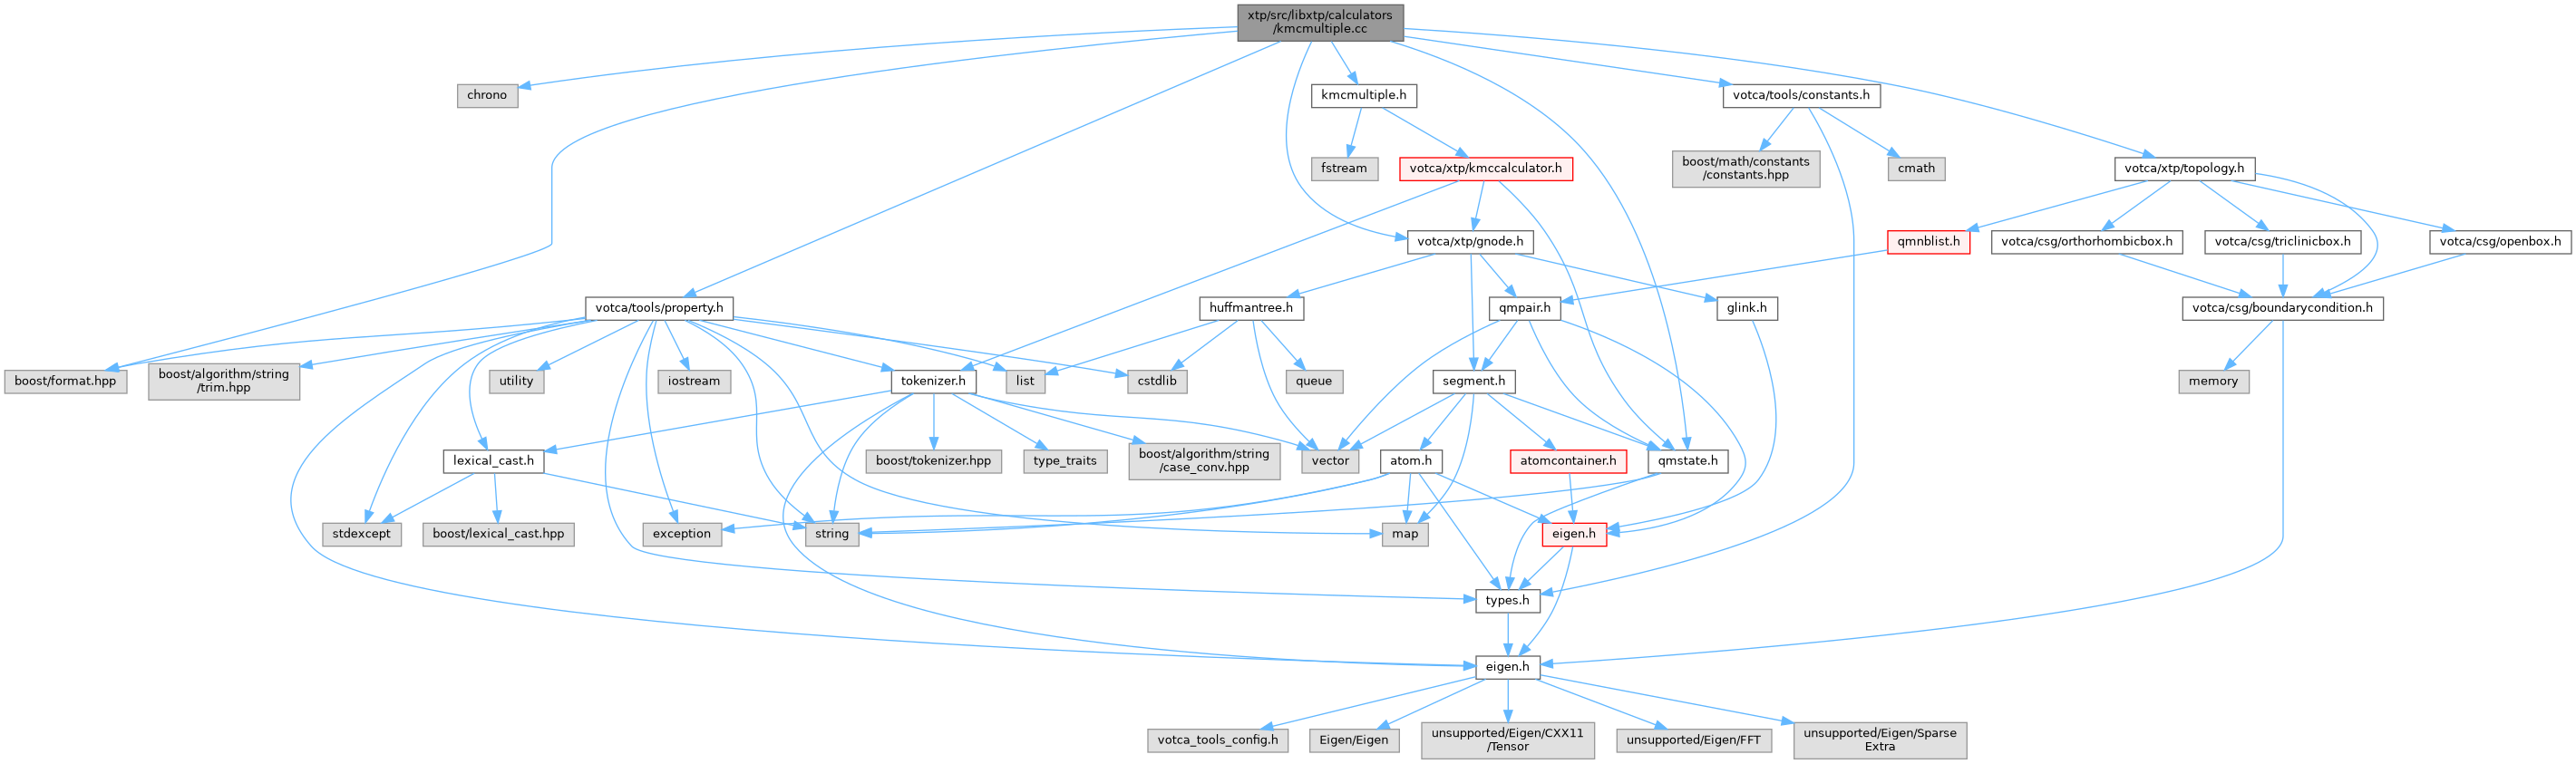 xtp/src/libxtp/calculators
/kmcmultiple.cc
chrono
kmcmultiple.h
votca/tools/constants.h
fstream
votca/xtp/kmccalculator.h
boost/math/constants
/constants.hpp
cmath
votca/xtp/topology.h
votca/xtp/gnode.h
qmnblist.h
votca/csg/orthorhombicbox.h
votca/csg/triclinicbox.h
votca/csg/openbox.h
votca/tools/property.h
huffmantree.h
qmpair.h
glink.h
votca/csg/boundarycondition.h
boost/format.hpp
boost/algorithm/string
/trim.hpp
utility
iostream
tokenizer.h
list
cstdlib
queue
segment.h
memory
lexical_cast.h
boost/tokenizer.hpp
type_traits
boost/algorithm/string
/case_conv.hpp
vector
atom.h
atomcontainer.h
qmstate.h
stdexcept
boost/lexical_cast.hpp
exception
string
map
eigen.h
types.h
eigen.h
votca_tools_config.h
Eigen/Eigen
unsupported/Eigen/CXX11
/Tensor
unsupported/Eigen/FFT
unsupported/Eigen/Sparse
Extra